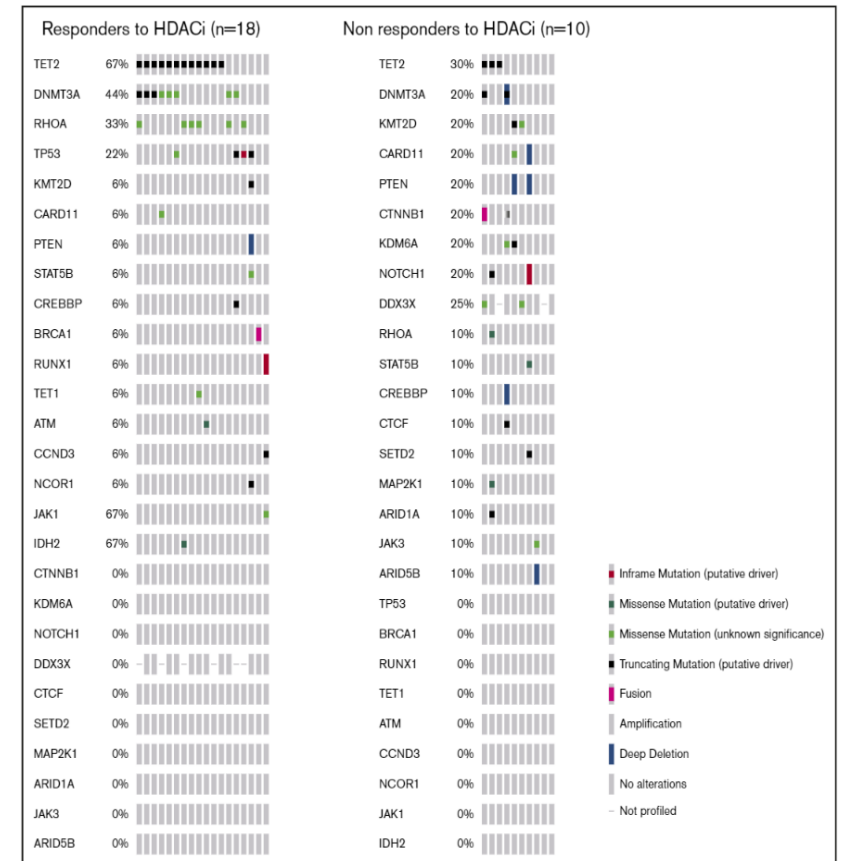 Responders to HDACi (n=18)
TET2 67%
DNMT3A 44%
RHOA 33%
TP53 22%
KMT2D 6%
CARD11 6%
PTEN 6%
STAT5B 6%
CREBBP 6%
BRCA1 6%
RUNX1 6%
TET1 6%
ATM 6%
CCND3 6%
NCOR1 6%
JAK1 67%
IDH2 67%
CTNNB1 0%
KDM6A 0%
NOTCH1 0%
DDX3X 0%
CTCF 0%
SETD2 0%
MAP2K1 0%
ARID1A 0%
JAK3 0%
ARID5B 0%
Non responders to HDACi (n=10)
TET2 30%
DNMT3A 20%
KMT2D 20%
CARD11 20%
PTEN 20%
CTNNB1 20%
KDM6A 20%
NOTCH1 20%
DDX3X 25%
RHOA 10%
STAT5B 10%
CREBBP 10%
CTCF 10%
SETD2 10%
MAP2K1 10%
ARID1A 10%
JAK3 10%
ARID5B 10%
TP53 0%
BRCA1 0%
RUNX1 0%
TET1 0%
ATM 0%
CCND3 0%
NCOR1 0%
JAK1 0%
IDH2 0%
Inframe Mutation (putative driver)
Missense Mutation (putative driver)
Missense Mutation (unknown significance)
Truncating Mutation (putative driver)
Fusion
Amplification
Deep Deletion
No alterations
Not profiled